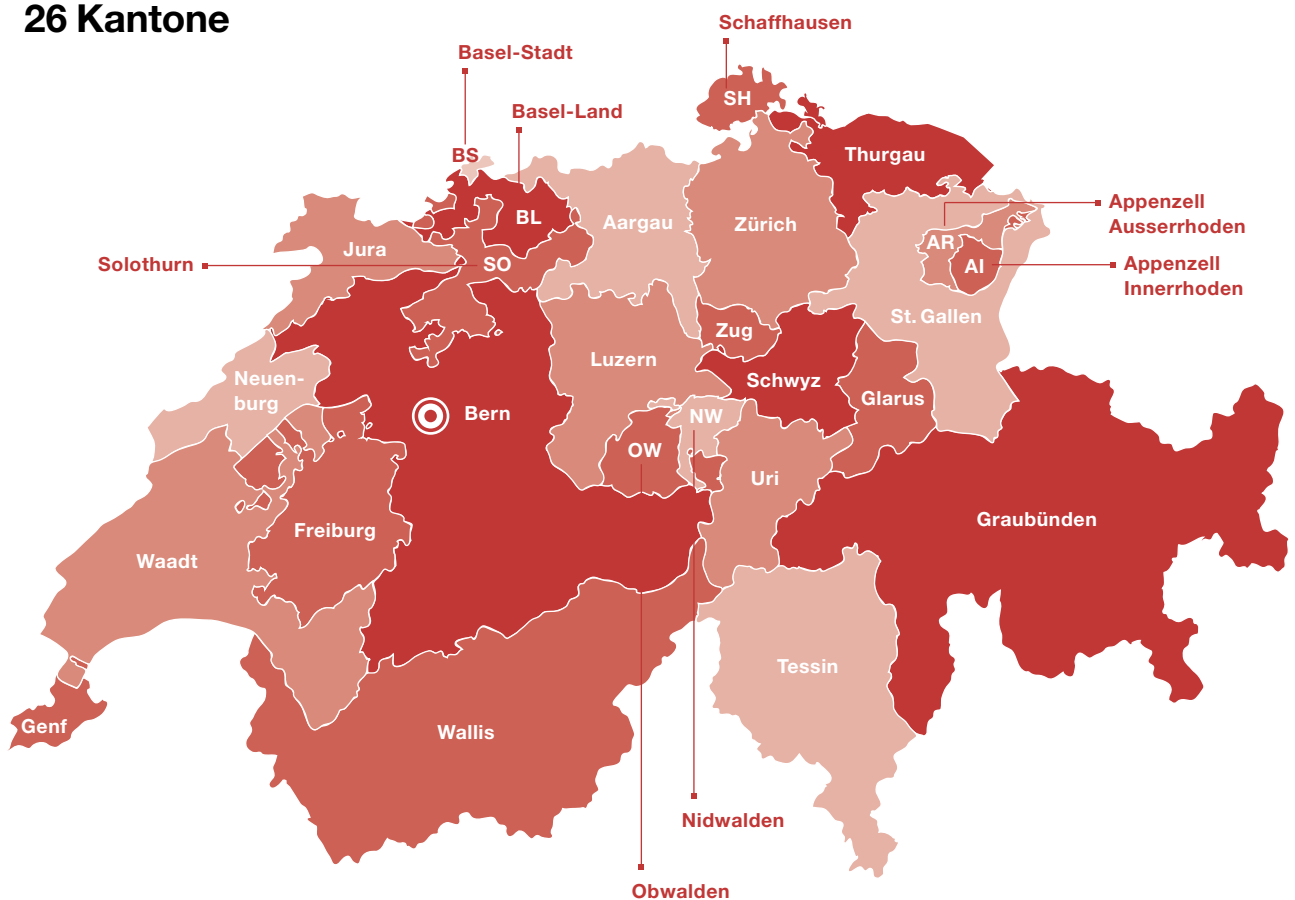 26 Kantone
Schaffhausen
Basel-Stadt
Basel-Land
SH
BS
Thurgau
Appenzell
Ausserrhoden
BL
Aargau
Zürich
Jura
AR
Solothurn
SO
AI
Appenzell
Innerrhoden
St. Gallen
Zug
Luzern
Neuen-
burg
Schwyz
Glarus
Bern
NW
OW
Uri
Graubünden
Freiburg
Waadt
Tessin
Genf
Wallis
Nidwalden
Obwalden